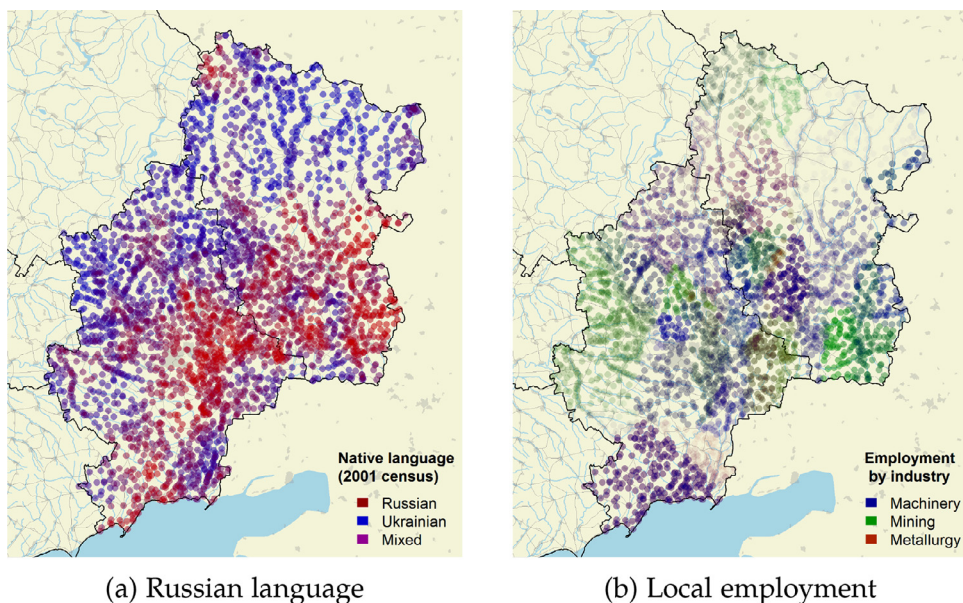 Native language
(2001 census)
Russian
Ukrainian
Mixed
Employment
by industry
Machinery
Mining
Metallurgy
(a) Russian language
(b) Local employment